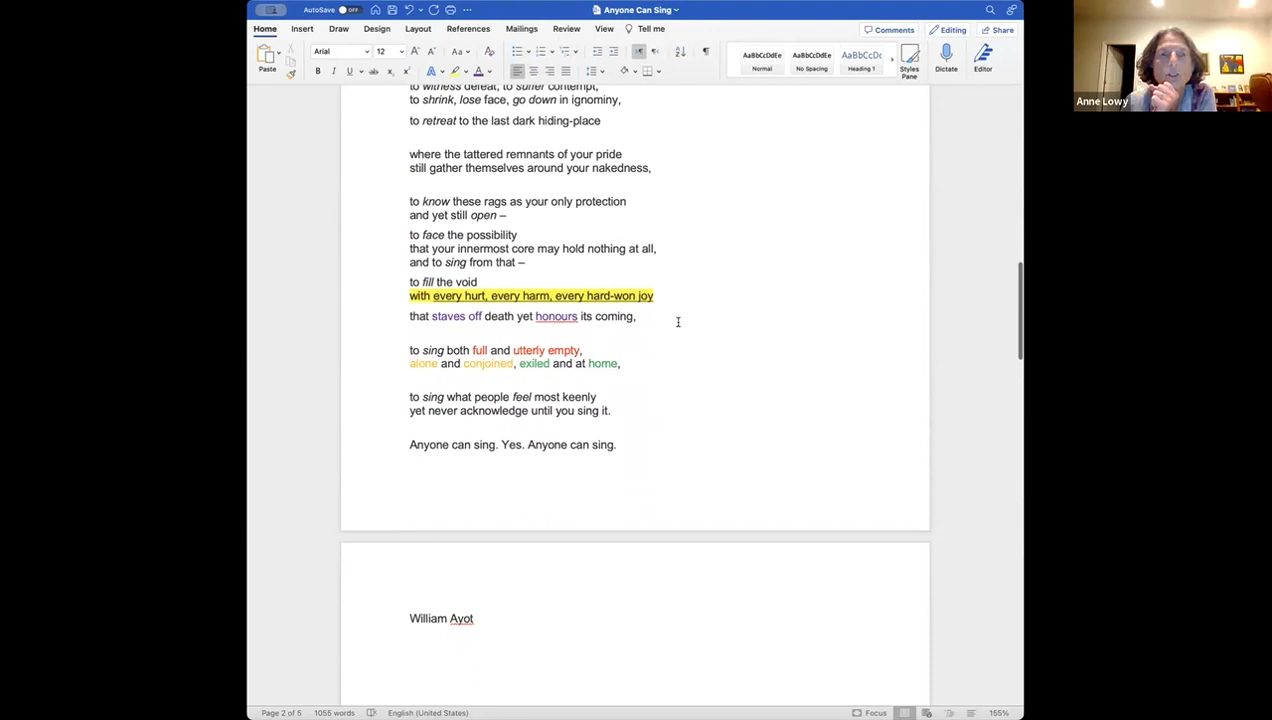 AutoSave OFF
Anyone Can Sing
Home Insert Draw Design Layout References Mailings Review View Tell me
Comments Editing Share
Paste
Arial 12
Aa
B I U ab x x
A A
AaBbCcDdEe AaBbCcDdEe AaBbCcDc
Normal No Spacing Heading 1
Styles Pane
Dictate
Editor
Anne Lowy
to witness defeat, to suffer contempt,
to shrink, lose face, go down in ignominy,
to retreat to the last dark hiding-place
where the tattered remnants of your pride
still gather themselves around your nakedness,
to know these rags as your only protection
and yet still open –
to face the possibility
that your innermost core may hold nothing at all,
and to sing from that –
to fill the void
with every hurt, every harm, every hard-won joy
that staves off death yet honours its coming,
to sing both full and utterly empty,
alone and conjoined, exiled and at home,
to sing what people feel most keenly
yet never acknowledge until you sing it.
Anyone can sing. Yes. Anyone can sing.
William Ayot
Page 2 of 5 1055 words English (United States) Focus 155%